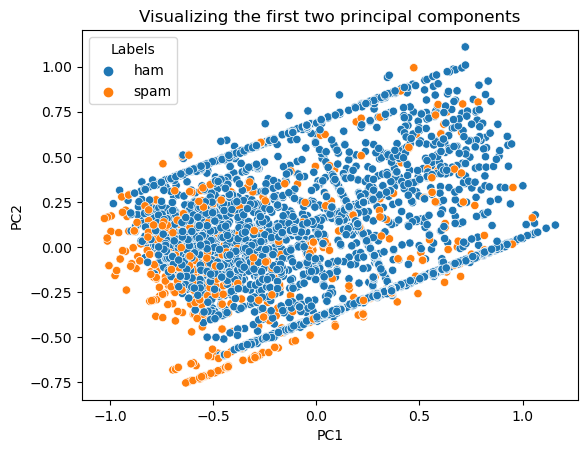 Visualizing the first two principal components
Labels
ham
spam
1.00
0.75
0.50
0.25
0.00
−0.25
−0.50
−0.75
PC2
−1.0
−0.5
0.0
0.5
1.0
PC1